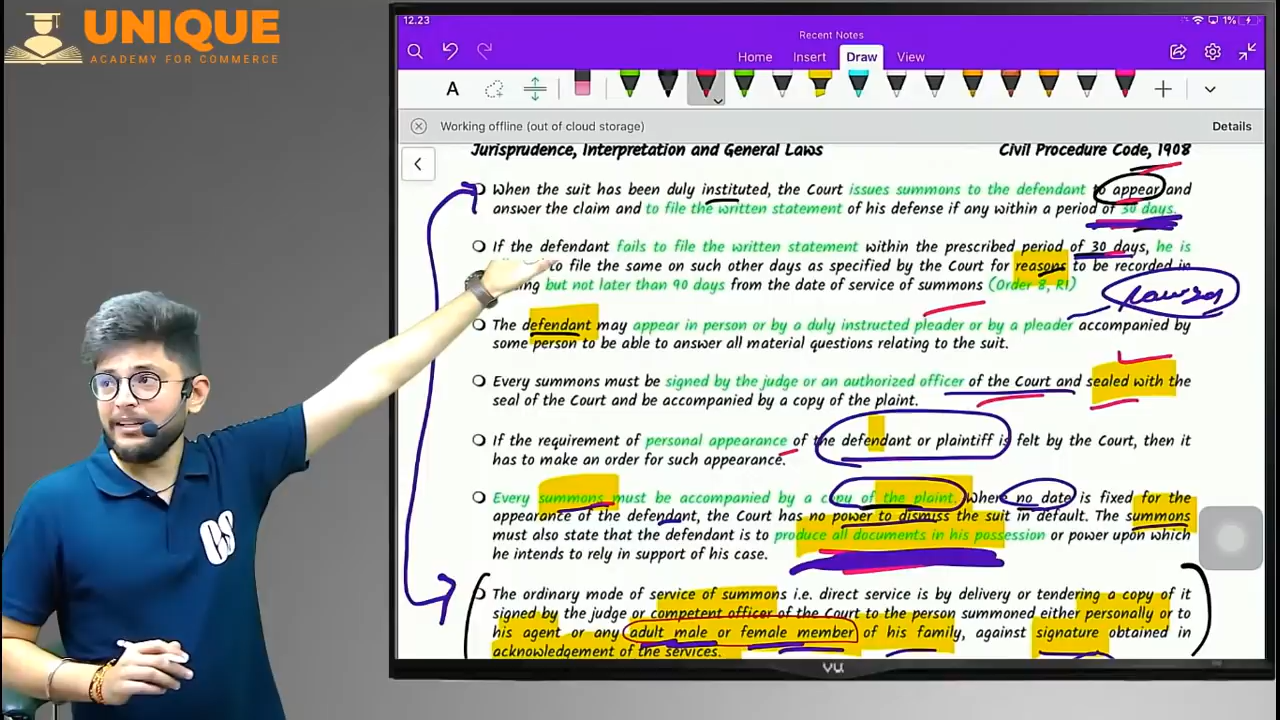 UNIQUE
ACADEMY FOR COMMERCE
12.23
1%
Recent Notes
Home Insert Draw View
A
Working offline (out of cloud storage)
Details
Jurisprudence, Interpretation and General Laws
Civil Procedure Code, 1908
When the suit has been duly instituted, the Court issues summons to the defendant to appear and
answer the claim and to file the written statement of his defense if any within a period of 30 days.
If the defendant fails to file the written statement within the prescribed period of 30 days, he is
to file the same on such other days as specified by the Court for reasons to be recorded in
but not later than 90 days from the date of service of summons (Order 8, R1)
The defendant may appear in person or by a duly instructed pleader or by a pleader accompanied by
some person to be able to answer all material questions relating to the suit.
Every summons must be signed by the judge or an authorized officer of the Court and sealed with the
seal of the Court and be accompanied by a copy of the plaint.
If the requirement of personal appearance of the defendant or plaintiff is felt by the Court, then it
has to make an order for such appearance.
Every summons must be accompanied by a copy of the plaint. Where no date is fixed for the
appearance of the defendant, the Court has no power to dismiss the suit in default. The summons
must also state that the defendant is to produce all documents in his possession or power upon which
he intends to rely in support of his case.
The ordinary mode of service of summons i.e. direct service is by delivery or tendering a copy of it
signed by the judge or competent officer of the Court to the person summoned either personally or to
his agent or any adult male or female member of his family, against signature obtained in
acknowledgement of the services.
VU